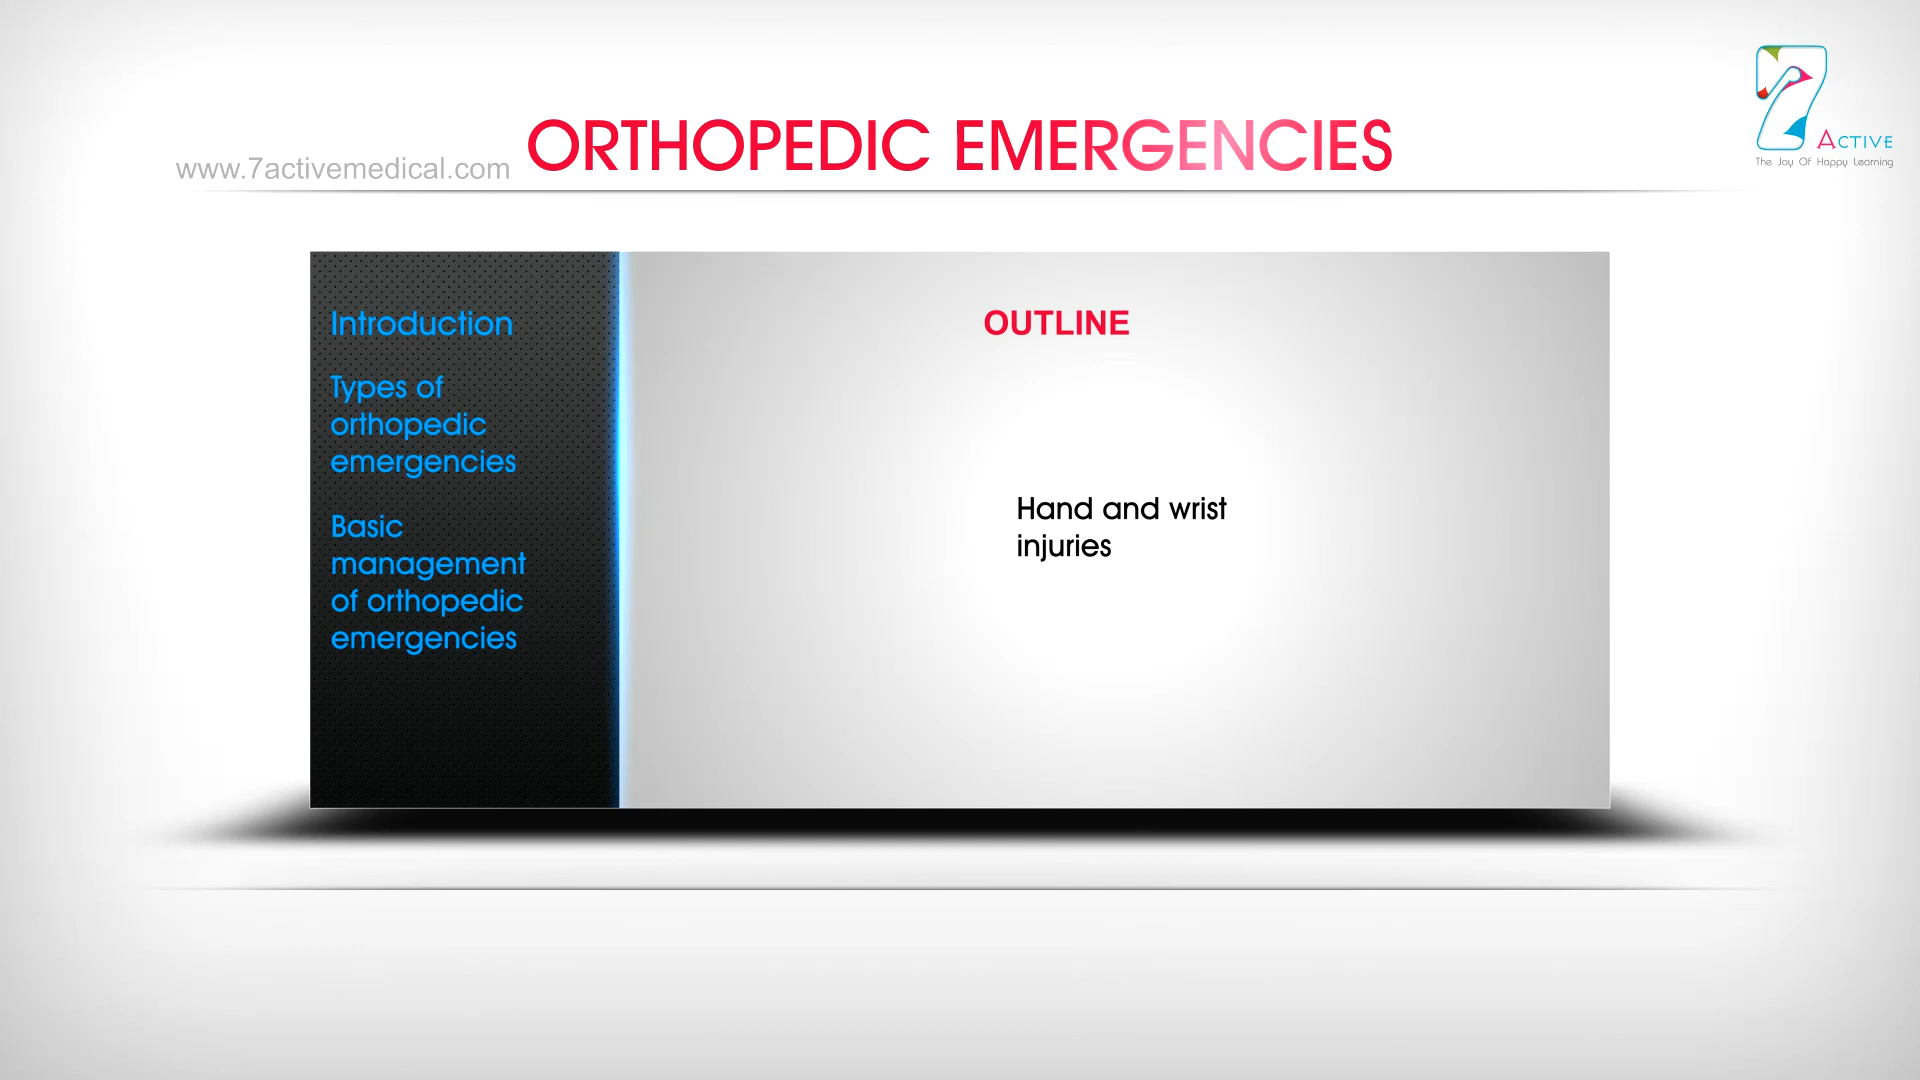 ORTHOPEDIC EMERGENCIES
www.7activemedical.com
7
ACTIVE
The Joy Of Happy Learning
Introduction
Types of
orthopedic
emergencies
Basic
management
of orthopedic
emergencies
OUTLINE
Hand and wrist
injuries